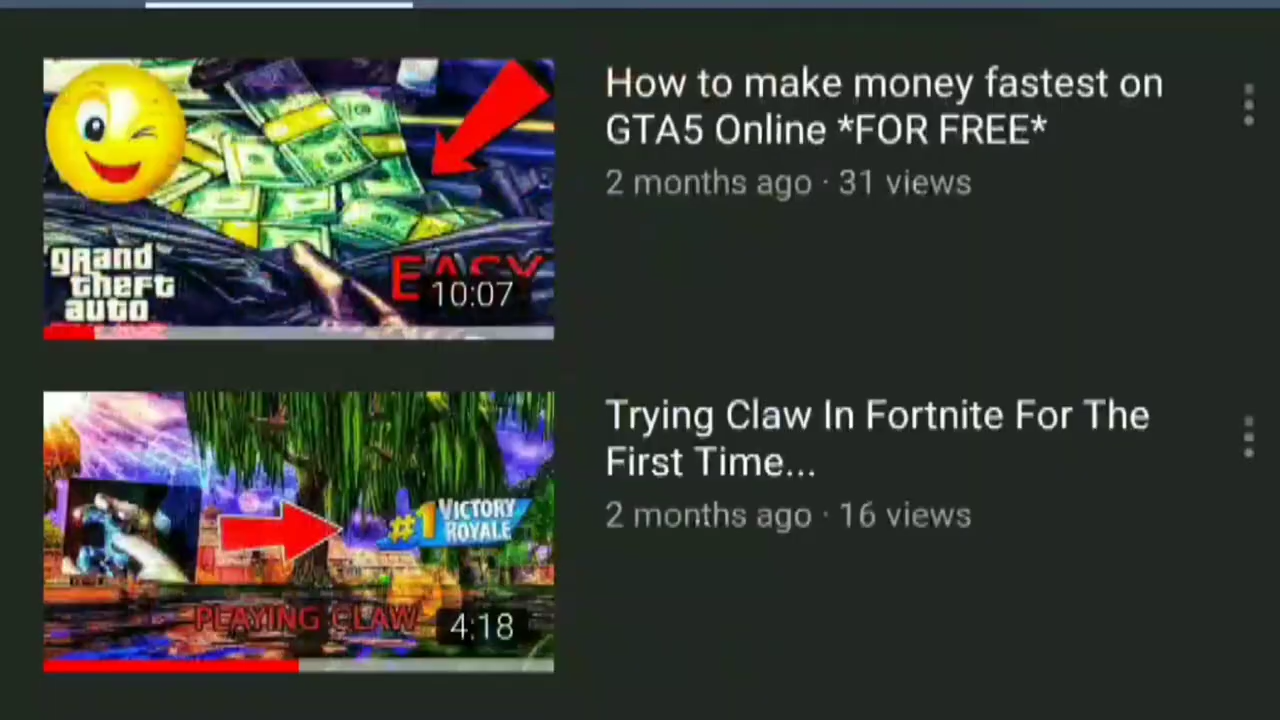 How to make money fastest on
GTA5 Online *FOR FREE*
2 months ago · 31 views
grand
theft
auto
EASY
10:07
Trying Claw In Fortnite For The
First Time...
2 months ago · 16 views
#1 VICTORY
ROYALE
PLAYING CLAW
4:18